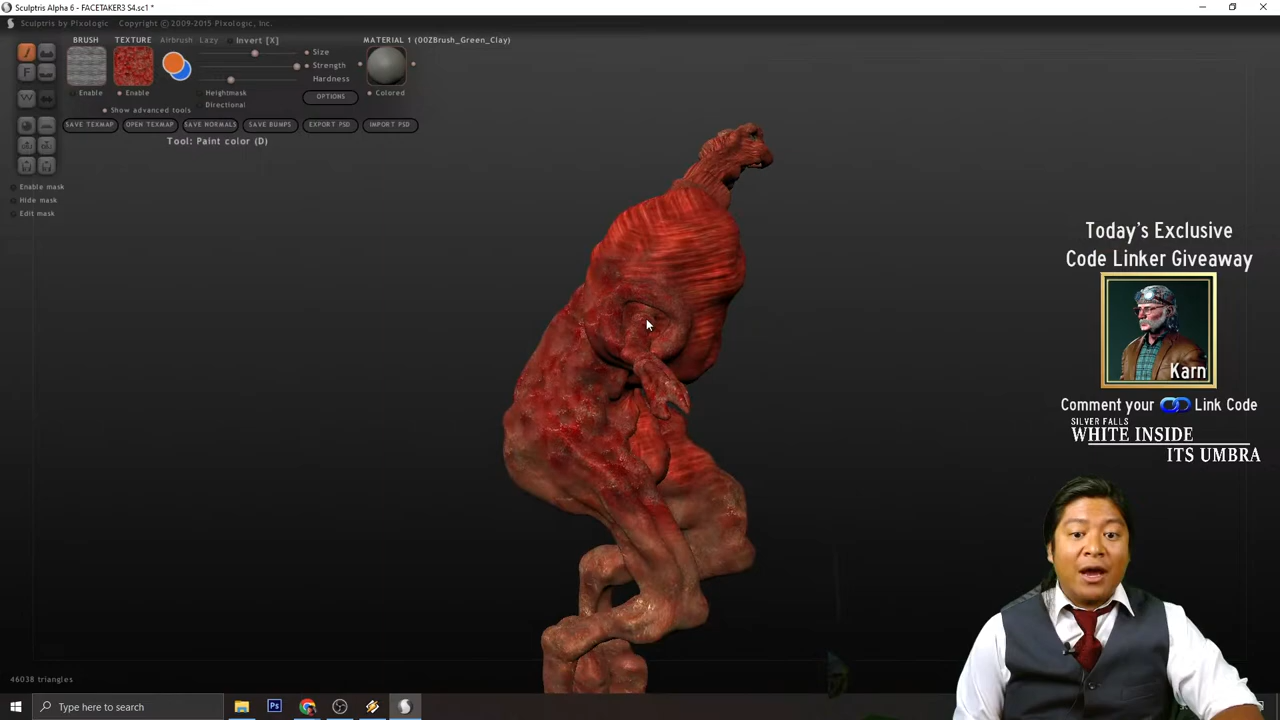 Sculptris Alpha 6 - FACETAKER3 S4.sc1 *
Sculptris by Pixologic Copyright © 2009-2015 Pixologic, Inc.
BRUSH TEXTURE Airbrush Lazy Invert [X] MATERIAL 1 (00ZBrush_Green_Clay)
Size
Strength
Hardness
Enable Enable Heightmask OPTIONS Colored
Directional
Show advanced tools
SAVE TEXMAP OPEN TEXMAP SAVE NORMALS SAVE BUMPS EXPORT PSD IMPORT PSD
Tool: Paint color (D)
Enable mask
Hide mask
Edit mask
Today's Exclusive
Code Linker Giveaway
Karn
Comment your Link Code
SILVER FALLS
WHITE INSIDE
ITS UMBRA
46038 triangles
Type here to search